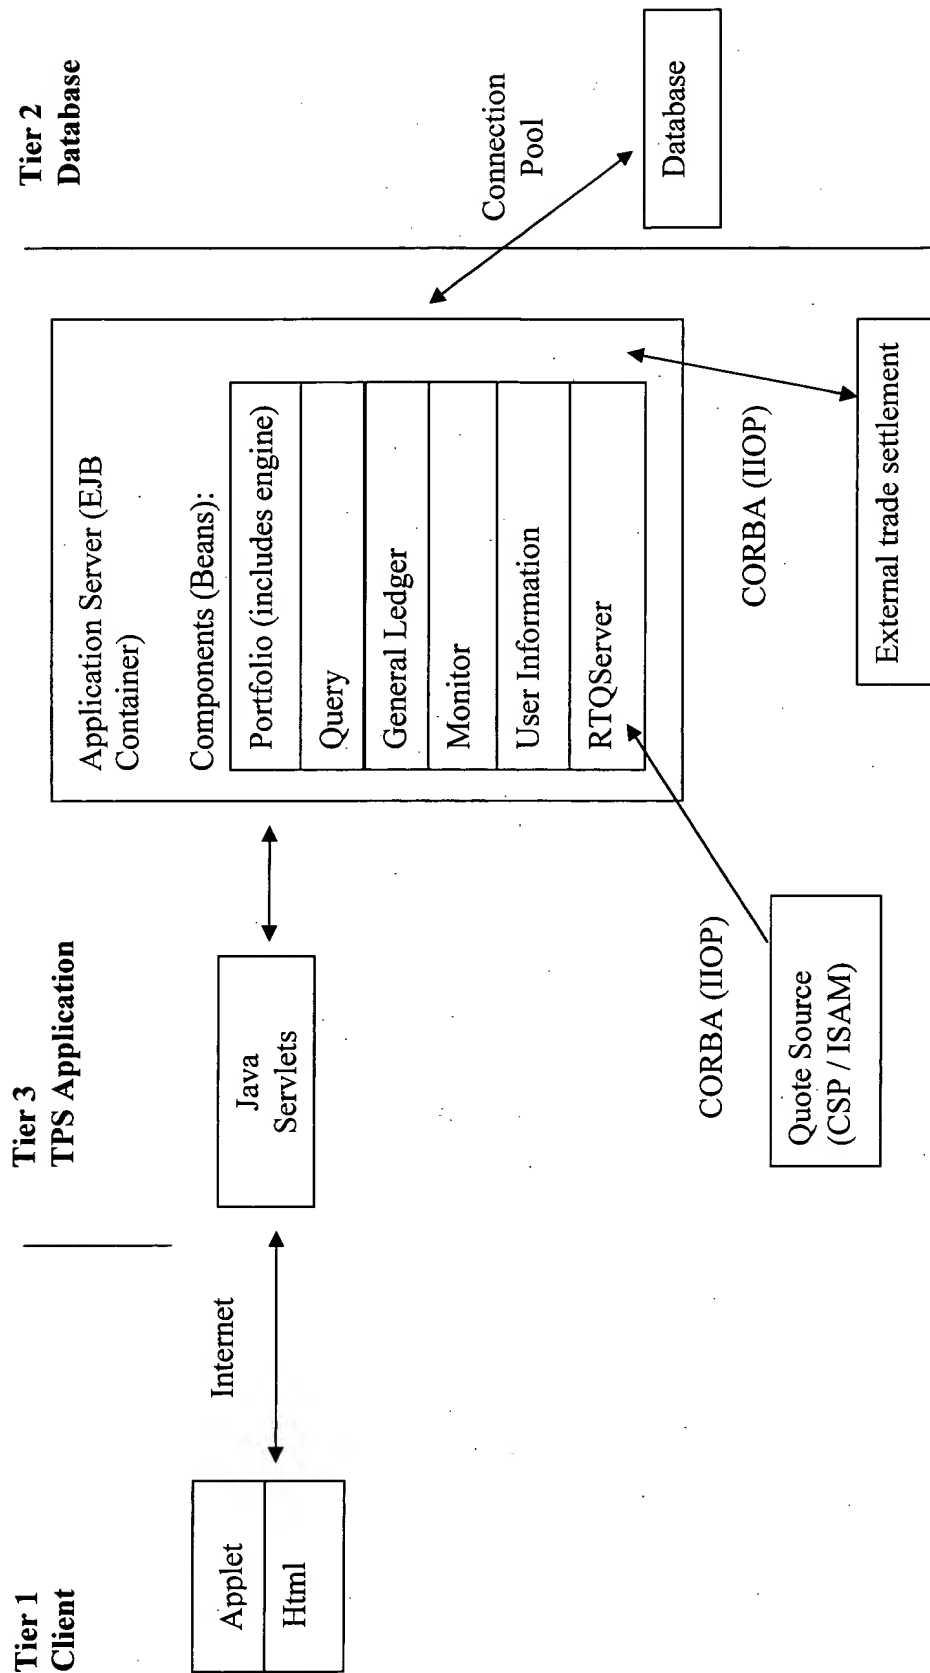 Tier 1
Client
Tier 3
TPS Application
Tier 2
Database
Applet
Html
Internet
Java
Servlets
Application Server (EJB
Container)
Components (Beans):
Portfolio (includes engine)
Query
General Ledger
Monitor
User Information
RTQServer
Connection
Pool
Database
CORBA (IIOP)
Quote Source
(CSP / ISAM)
CORBA (IIOP)
External trade settlement